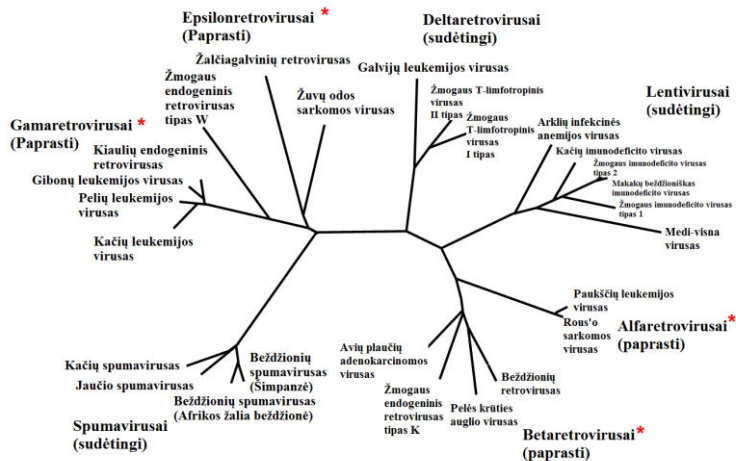 Epsilonretrovirusai *
(Paprasti)
Žalčiagalvinių retrovirusas
Žmogaus
endogeninis
retrovirusas
tipas W
Žuvų odos
sarkomos virusas
Deltaretrovirusai
(sudėtingi)
Galvijų leukemijos virusas
Žmogaus T-limfotropinis
virusas
II tipas
Žmogaus
T-limfotropinis
virusas
I tipas
Lentivirusai
(sudėtingi)
Arklių infekcinės
anemijos virusas
Kačių imunodeficito virusas
Žmogaus imunodeficito virusas
tipas 2
Makakų beždžioniškas
imunodeficito virusas
Žmogaus imunodeficito virusas
tipas 1
Medi-visna
virusas
Gamaretrovirusai *
(Paprasti)
Kiaulių endogeninis
retrovirusas
Gibonų leukemijos virusas
Pelių leukemijos
virusas
Kačių leukemijos
virusas
Paukščių leukemijos
virusas
Rous'o
sarkomos
virusas
Alfaretrovirusai *
(paprasti)
Avių plaučių
adenokarcinomos
virusas
Žmogaus
endogeninis
retrovirusas
tipas K
Pelės krūties
auglio virusas
Beždžionių
retrovirusas
Betaretrovirusai *
(paprasti)
Kačių spumavirusas
Jaučio spumavirusas
Beždžionių
spumavirusas
(Šimpanzė)
Beždžionių spumavirusas
(Afrikos žalia beždžionė)
Spumavirusai
(sudėtingi)